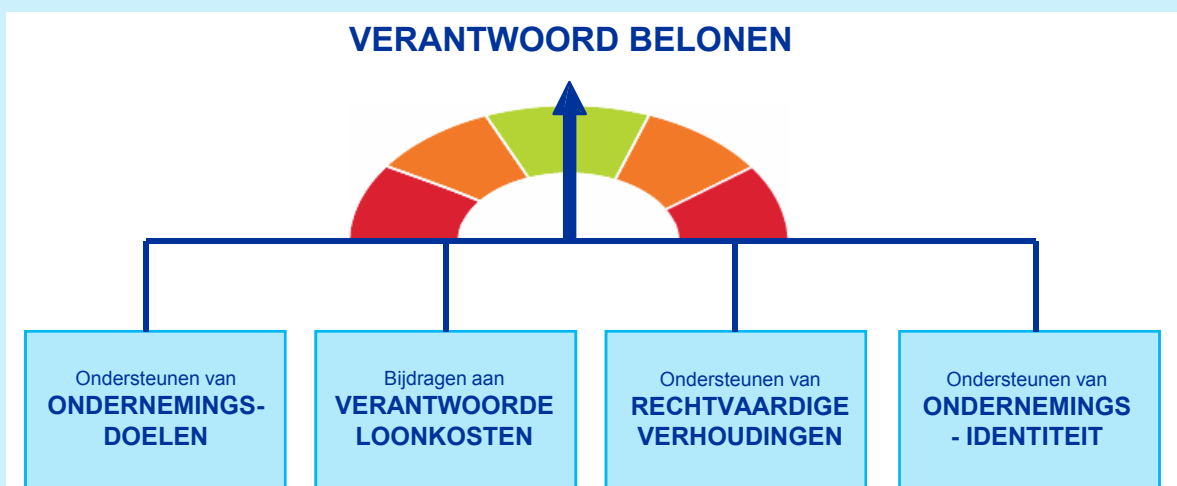 VERANTWOORD BELONEN
Ondersteunen van
ONDERNEMINGS-
DOELEN
Bijdragen aan
VERANTWOORDE
LOONKOSTEN
Ondersteunen van
RECHTVAARDIGE
VERHOUDINGEN
Ondersteunen van
ONDERNEMINGS
- IDENTITEIT